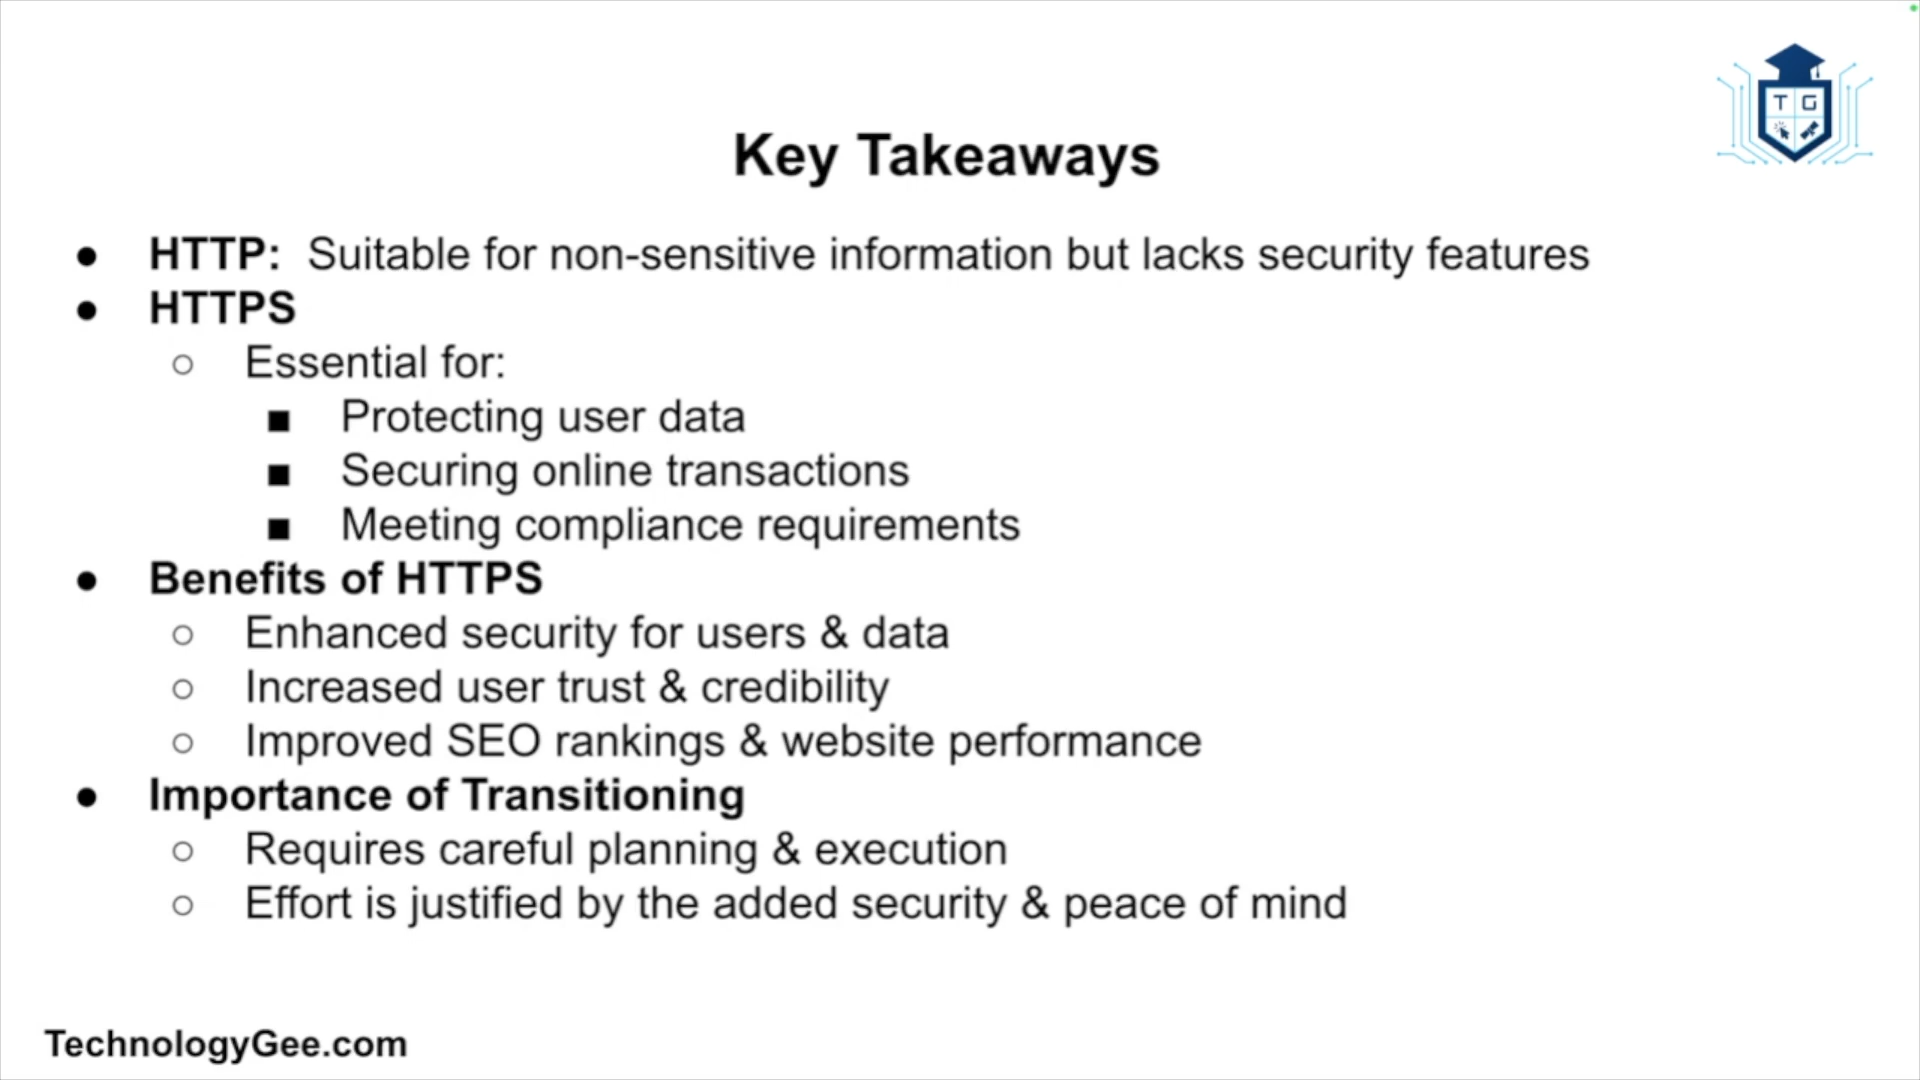 T G
Key Takeaways
● HTTP: Suitable for non-sensitive information but lacks security features
● HTTPS
○ Essential for:
■ Protecting user data
■ Securing online transactions
■ Meeting compliance requirements
● Benefits of HTTPS
○ Enhanced security for users & data
○ Increased user trust & credibility
○ Improved SEO rankings & website performance
● Importance of Transitioning
○ Requires careful planning & execution
○ Effort is justified by the added security & peace of mind
TechnologyGee.com